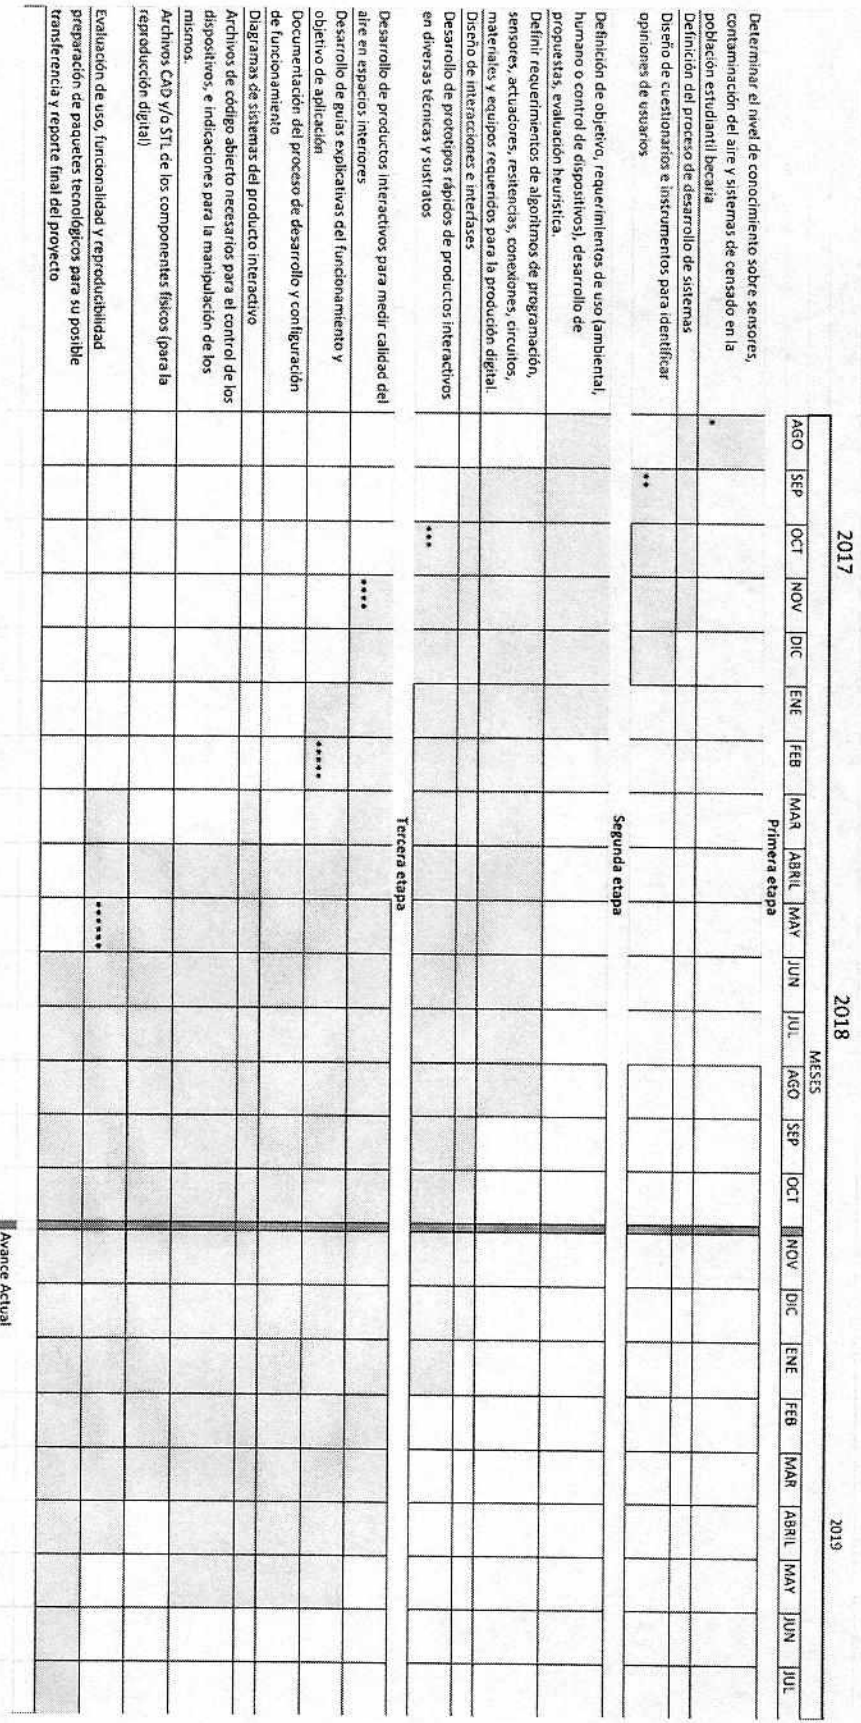 2017 2018 2019
MESES
AGO SEP OCT NOV DIC ENE FEB MAR ABRIL MAY JUN JUL AGO SEP OCT NOV DIC ENE FEB MAR ABRIL MAY JUN JUL
Primera etapa
Determinar el nivel de conocimiento sobre sensores,
contaminación del aire y sistemas de censado en la
población estudiantil becaria
*
Definición del proceso de desarrollo de sistemas
Diseño de cuestionarios e instrumentos para identificar
opiniones de usuarios
**
Segunda etapa
Definición de objetivo, requerimientos de uso (ambiental,
humano o control de dispositivos), desarrollo de
propuestas, evaluación heurística.
Definir requerimientos de algoritmos de programación,
sensores, actuadores, resitencias, conexiones, circuitos,
materiales y equipos requeridos para la produción digital.
Diseño de interacciones e interfases
Desarrollo de prototipos rápidos de productos interactivos
en diversas técnicas y sustratos
***
Tercera etapa
Desarrollo de productos interactivos para medir calidad del
aire en espacios interiores
****
Desarrollo de guías explicativas del funcionamiento y
objetivo de aplicación
*****
Documentación del proceso de desarrollo y configuración
de funcionamiento
Diagramas de sistemas del producto interactivo
Archivos de código abierto necesarios para el control de los
dispositivos, e indicaciones para la manipulación de los
mismos.
Archivos CAD y/o STL de los componentes físicos (para la
reproducción digital)
Evaluación de uso, funcionalidad y reproducibilidad
******
preparación de paquetes tecnológicos para su posible
transferencia y reporte final del proyecto
Avance Actual